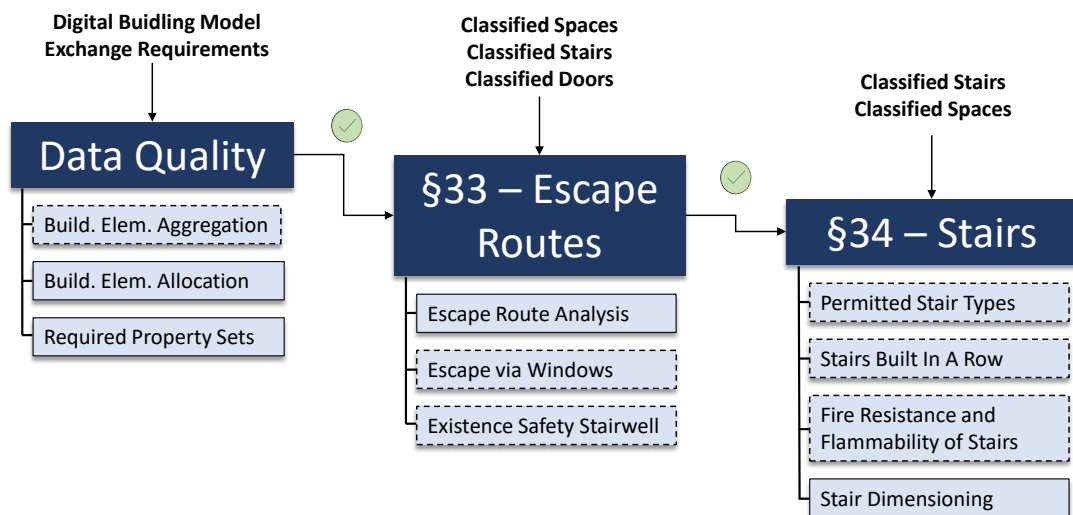 Digital Buidling Model
Exchange Requirements
Data Quality
Build. Elem. Aggregation
Build. Elem. Allocation
Required Property Sets
Classified Spaces
Classified Stairs
Classified Doors
§33 – Escape
Routes
Escape Route Analysis
Escape via Windows
Existence Safety Stairwell
Classified Stairs
Classified Spaces
§34 – Stairs
Permitted Stair Types
Stairs Built In A Row
Fire Resistance and
Flammability of Stairs
Stair Dimensioning